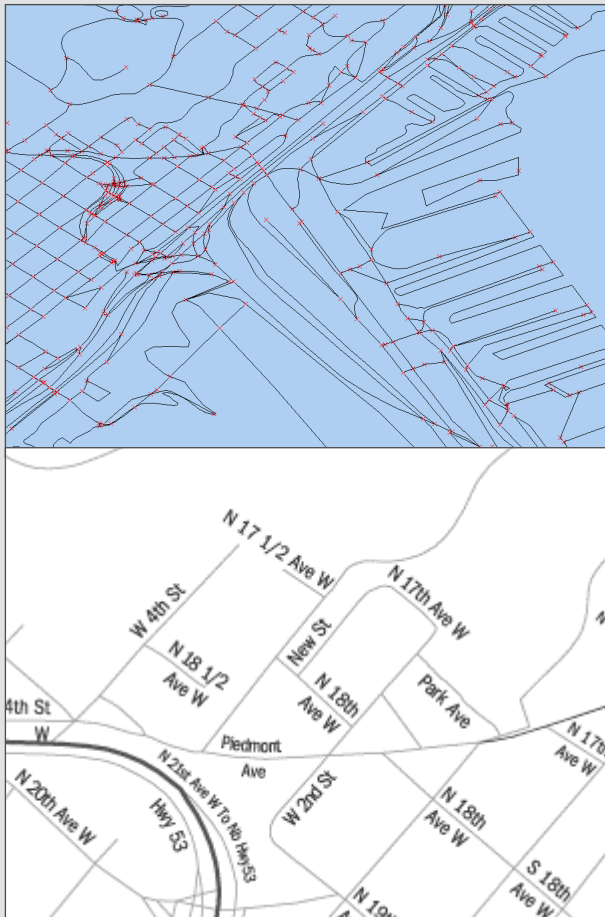 N 17 1/2 Ave W
N 17th Ave W
W 4th St
New St
N 18 1/2
Ave W
N 18th
Ave W
Park Ave
4th St
W
Piedmont
Ave
N 17th
Ave W
N 21st Ave W To Nb Hwy53
Hwy 53
N 20th Ave W
W 2nd St
N 18th
Ave W
S 18th
Ave W
N 19th